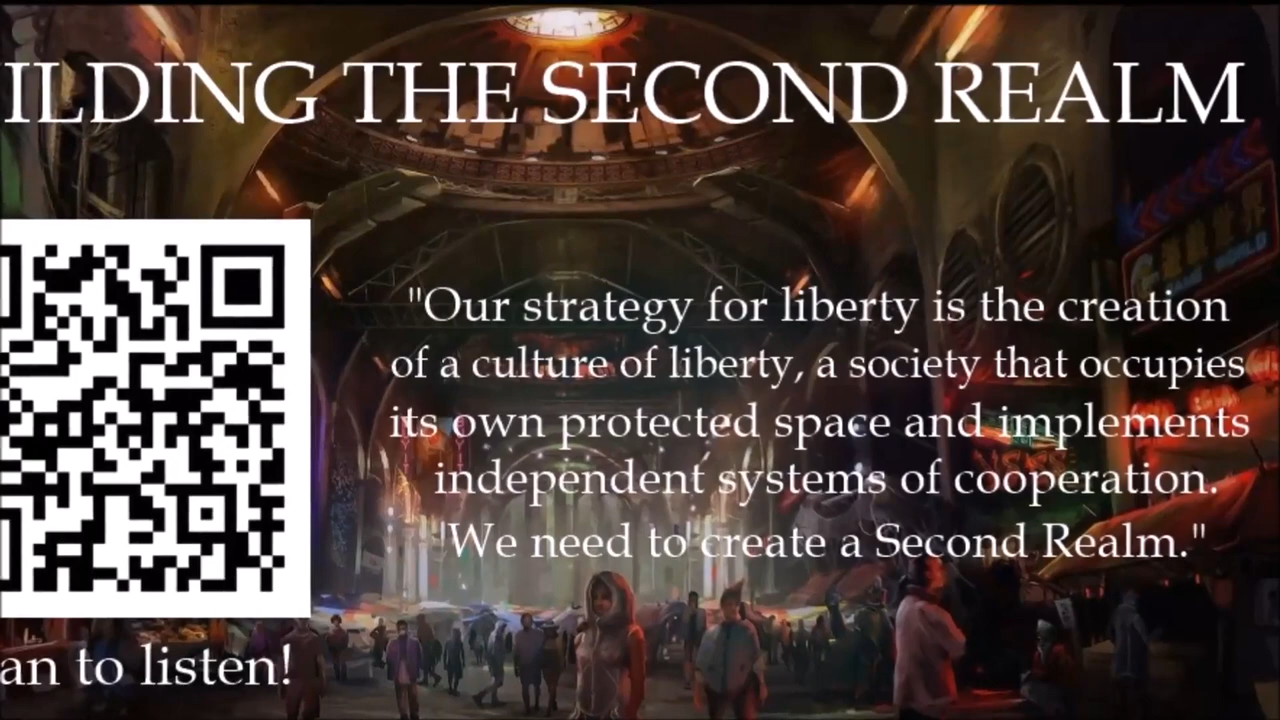 ILDING THE SECOND REALM
"Our strategy for liberty is the creation
of a culture of liberty, a society that occupies
its own protected space and implements
independent systems of cooperation.
"We need to create a Second Realm."
an to listen!